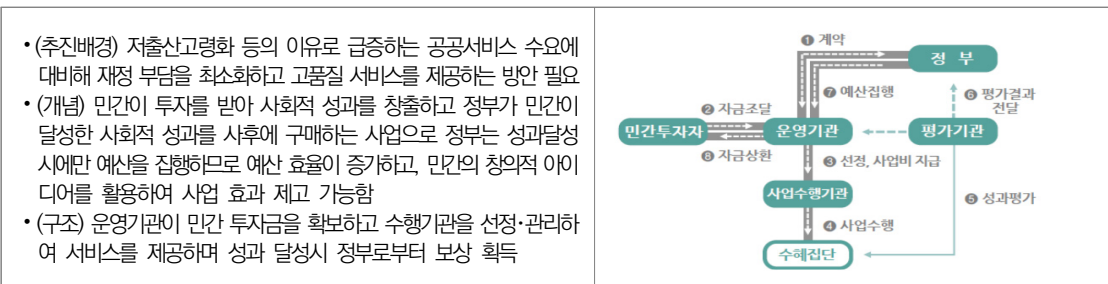 •(추진배경) 저출산고령화 등의 이유로 급증하는 공공서비스 수요에
대비해 재정 부담을 최소화하고 고품질 서비스를 제공하는 방안 필요
•(개념) 민간이 투자를 받아 사회적 성과를 창출하고 정부가 민간이
달성한 사회적 성과를 사후에 구매하는 사업으로 정부는 성과달성
시에만 예산을 집행하므로 예산 효율이 증가하고, 민간의 창의적 아이
디어를 활용하여 사업 효과 제고 가능함
•(구조) 운영기관이 민간 투자금을 확보하고 수행기관을 선정·관리하
여 서비스를 제공하며 성과 달성시 정부로부터 보상 획득
❶ 계약
정 부
❼ 예산집행
❻ 평가결과
전달
❷ 자금조달
민간투자자
운영기관
평가기관
❽ 자금상환
❸ 선정, 사업비 지급
사업수행기관
❺ 성과평가
❹ 사업수행
수혜집단